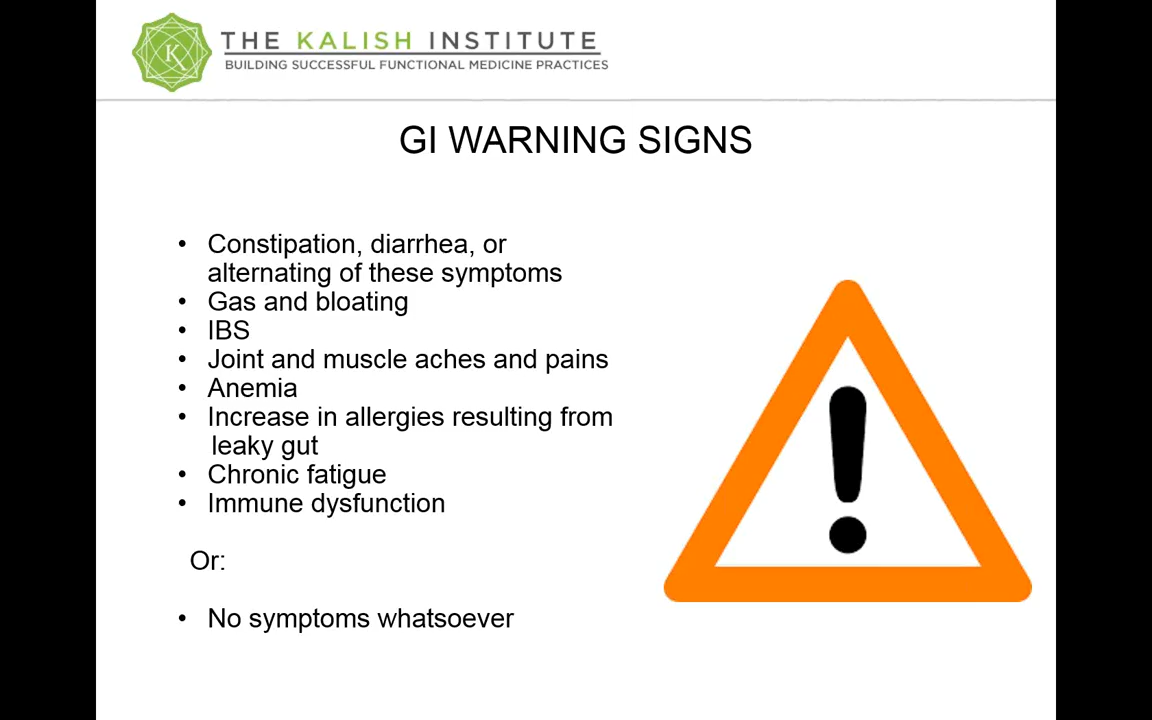 THE KALISH INSTITUTE
BUILDING SUCCESSFUL FUNCTIONAL MEDICINE PRACTICES
K
GI WARNING SIGNS
• Constipation, diarrhea, or
alternating of these symptoms
• Gas and bloating
• IBS
• Joint and muscle aches and pains
• Anemia
• Increase in allergies resulting from
leaky gut
• Chronic fatigue
• Immune dysfunction
Or:
• No symptoms whatsoever